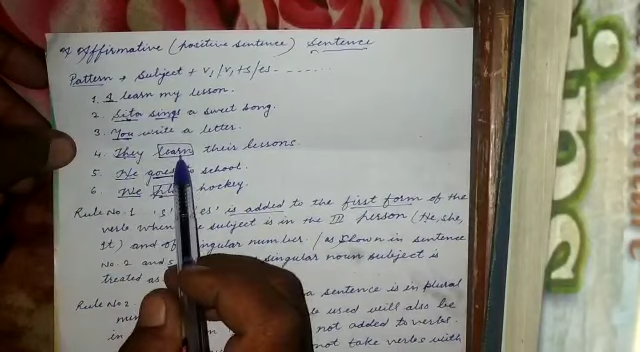 Affirmative (positive sentence) Sentence
Pattern → Subject + V1/V1+s/es- - - - - -
1. I learn my lesson.
2. Sita sings a sweet song.
3. You write a letter.
4. They learn their lessons.
5. He goes to school.
6. We hockey.
Rule No. 1 's' 'es' is added to the first form of the
verb when subject is in the III person (He, she,
It) and of singular number. (as shown in sentence
No. 2 and singular noun subject is
treated as
Rule No 2 a sentence is in plural
used will also be
in not added to verbs.
not take verbs with